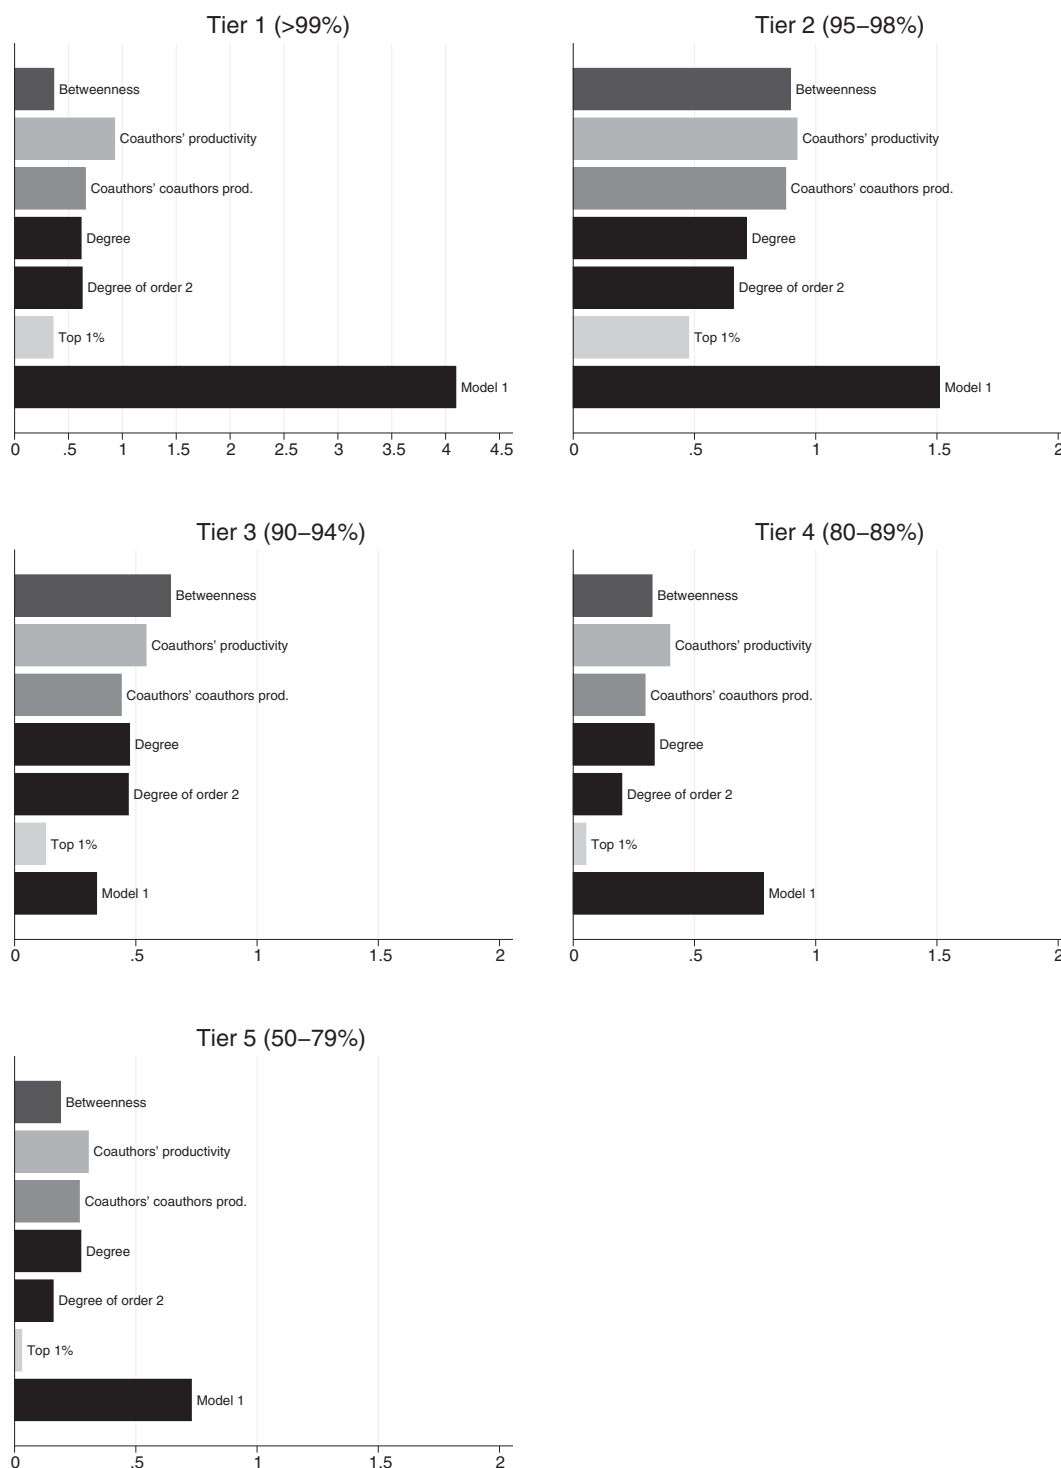 Tier 1 (>99%)
Betweenness
Coauthors’ productivity
Coauthors’ coauthors prod.
Degree
Degree of order 2
Top 1%
Model 1
0 .5 1 1.5 2 2.5 3 3.5 4 4.5
Tier 2 (95–98%)
Betweenness
Coauthors’ productivity
Coauthors’ coauthors prod.
Degree
Degree of order 2
Top 1%
Model 1
0 .5 1 1.5 2
Tier 3 (90–94%)
Betweenness
Coauthors’ productivity
Coauthors’ coauthors prod.
Degree
Degree of order 2
Top 1%
Model 1
0 .5 1 1.5 2
Tier 4 (80–89%)
Betweenness
Coauthors’ productivity
Coauthors’ coauthors prod.
Degree
Degree of order 2
Top 1%
Model 1
0 .5 1 1.5 2
Tier 5 (50–79%)
Betweenness
Coauthors’ productivity
Coauthors’ coauthors prod.
Degree
Degree of order 2
Top 1%
Model 1
0 .5 1 1.5 2